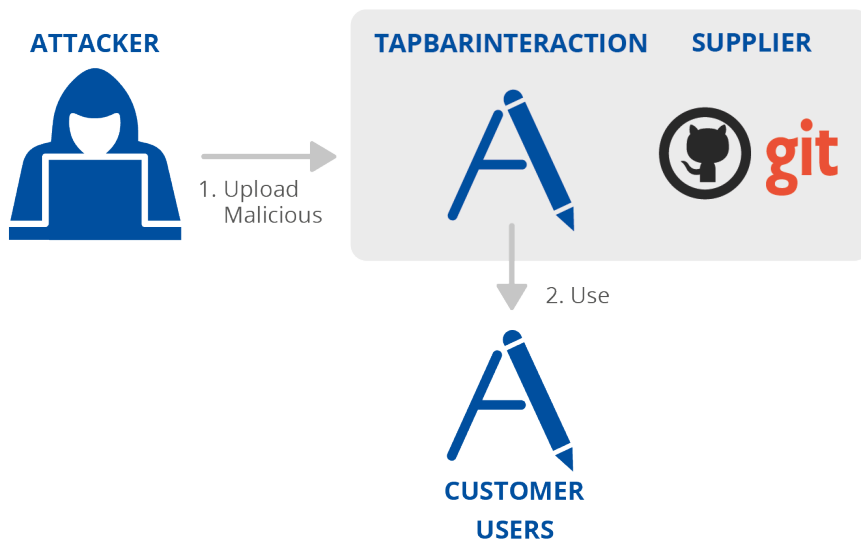 ATTACKER
TAPBARINTERACTION
SUPPLIER
git
1. Upload
Malicious
2. Use
CUSTOMER
USERS